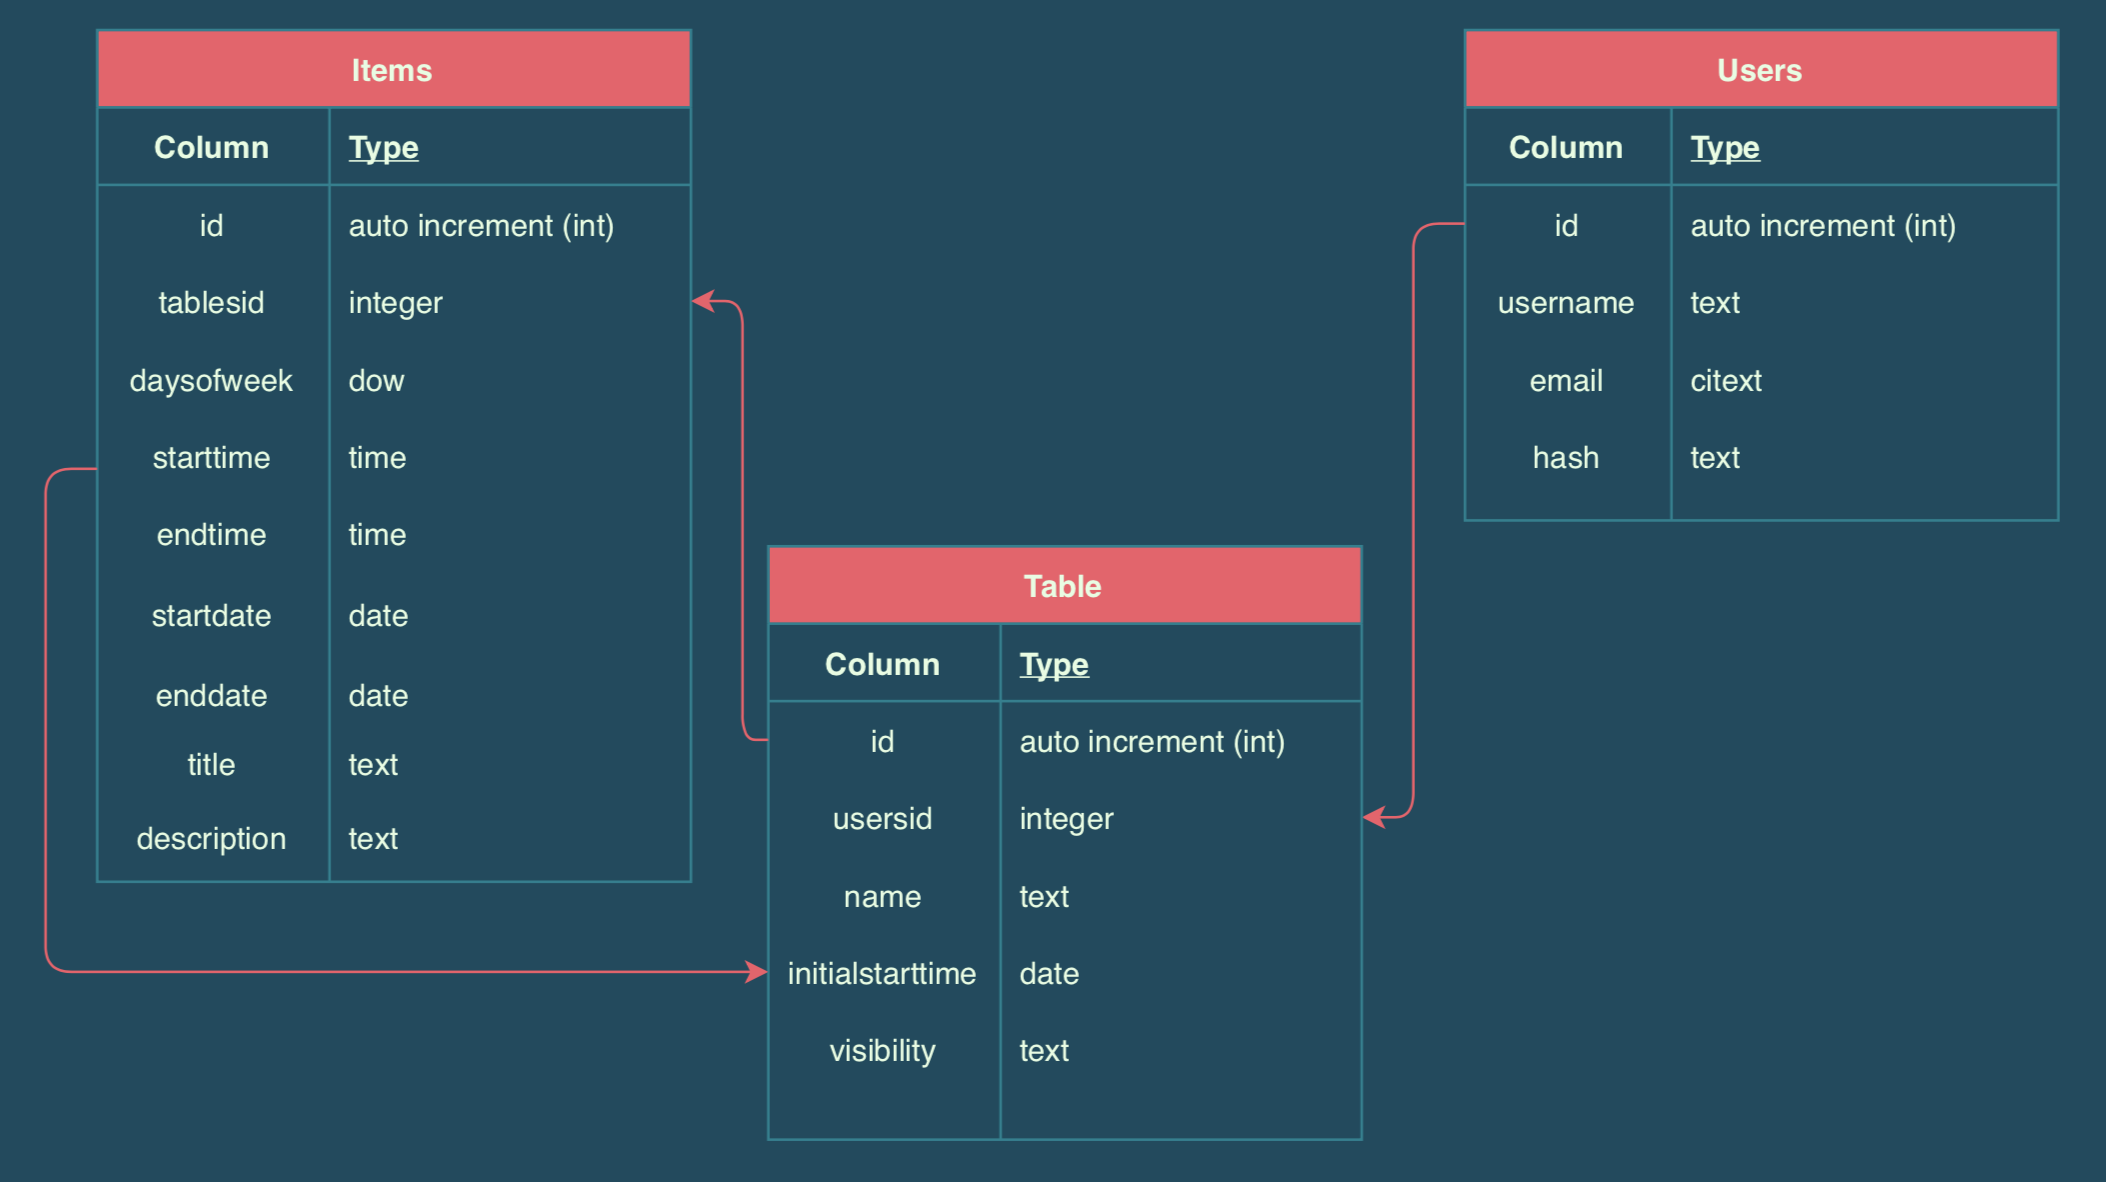 Items
Column Type
id auto increment (int)
tablesid integer
daysofweek dow
starttime time
endtime time
startdate date
enddate date
title text
description text
Users
Column Type
id auto increment (int)
username text
email citext
hash text
Table
Column Type
id auto increment (int)
usersid integer
name text
initialstarttime date
visibility text